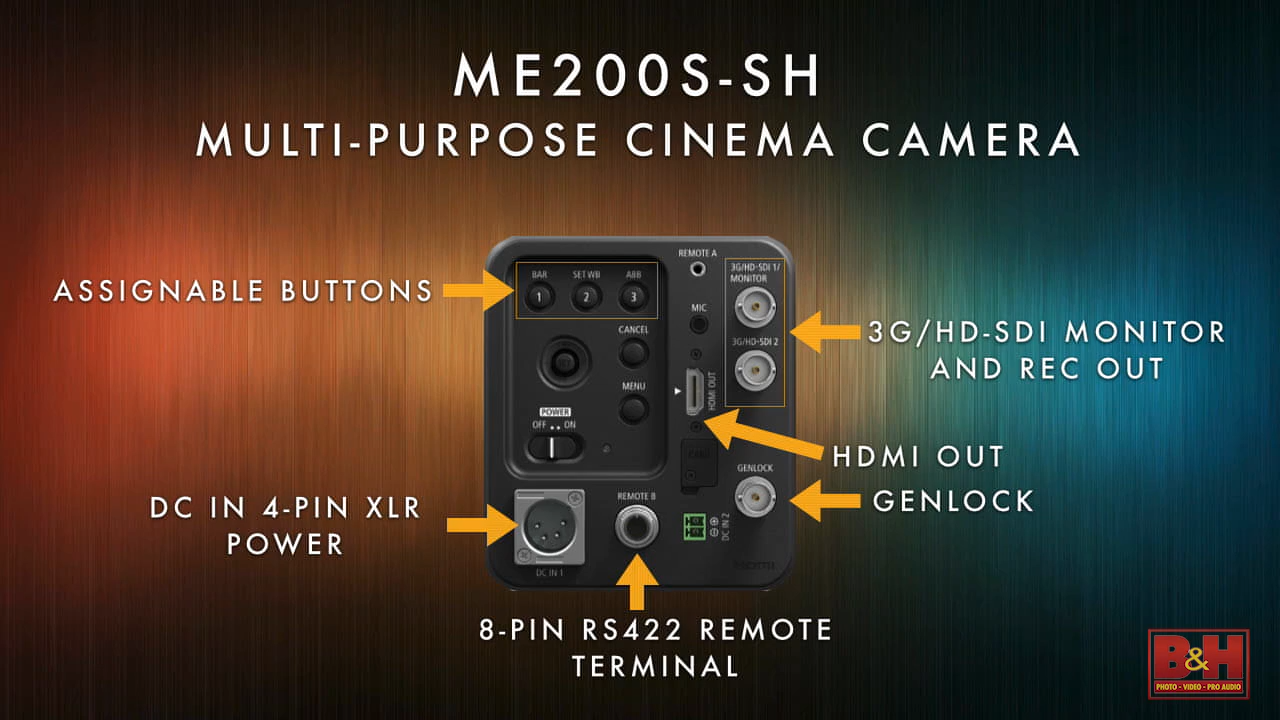 ME200S-SH
MULTI-PURPOSE CINEMA CAMERA
ASSIGNABLE BUTTONS
BAR
SET WB
ABB
1
2
3
CANCEL
MENU
POWER
OFF
ON
REMOTE A
MIC
HDMI OUT
3G/HD-SDI 1/
MONITOR
3G/HD-SDI 2
GENLOCK
REMOTE B
DC IN 2
DC IN 1
3G/HD-SDI MONITOR
AND REC OUT
HDMI OUT
GENLOCK
DC IN 4-PIN XLR
POWER
8-PIN RS422 REMOTE
TERMINAL
B&H
PHOTO - VIDEO - PRO AUDIO